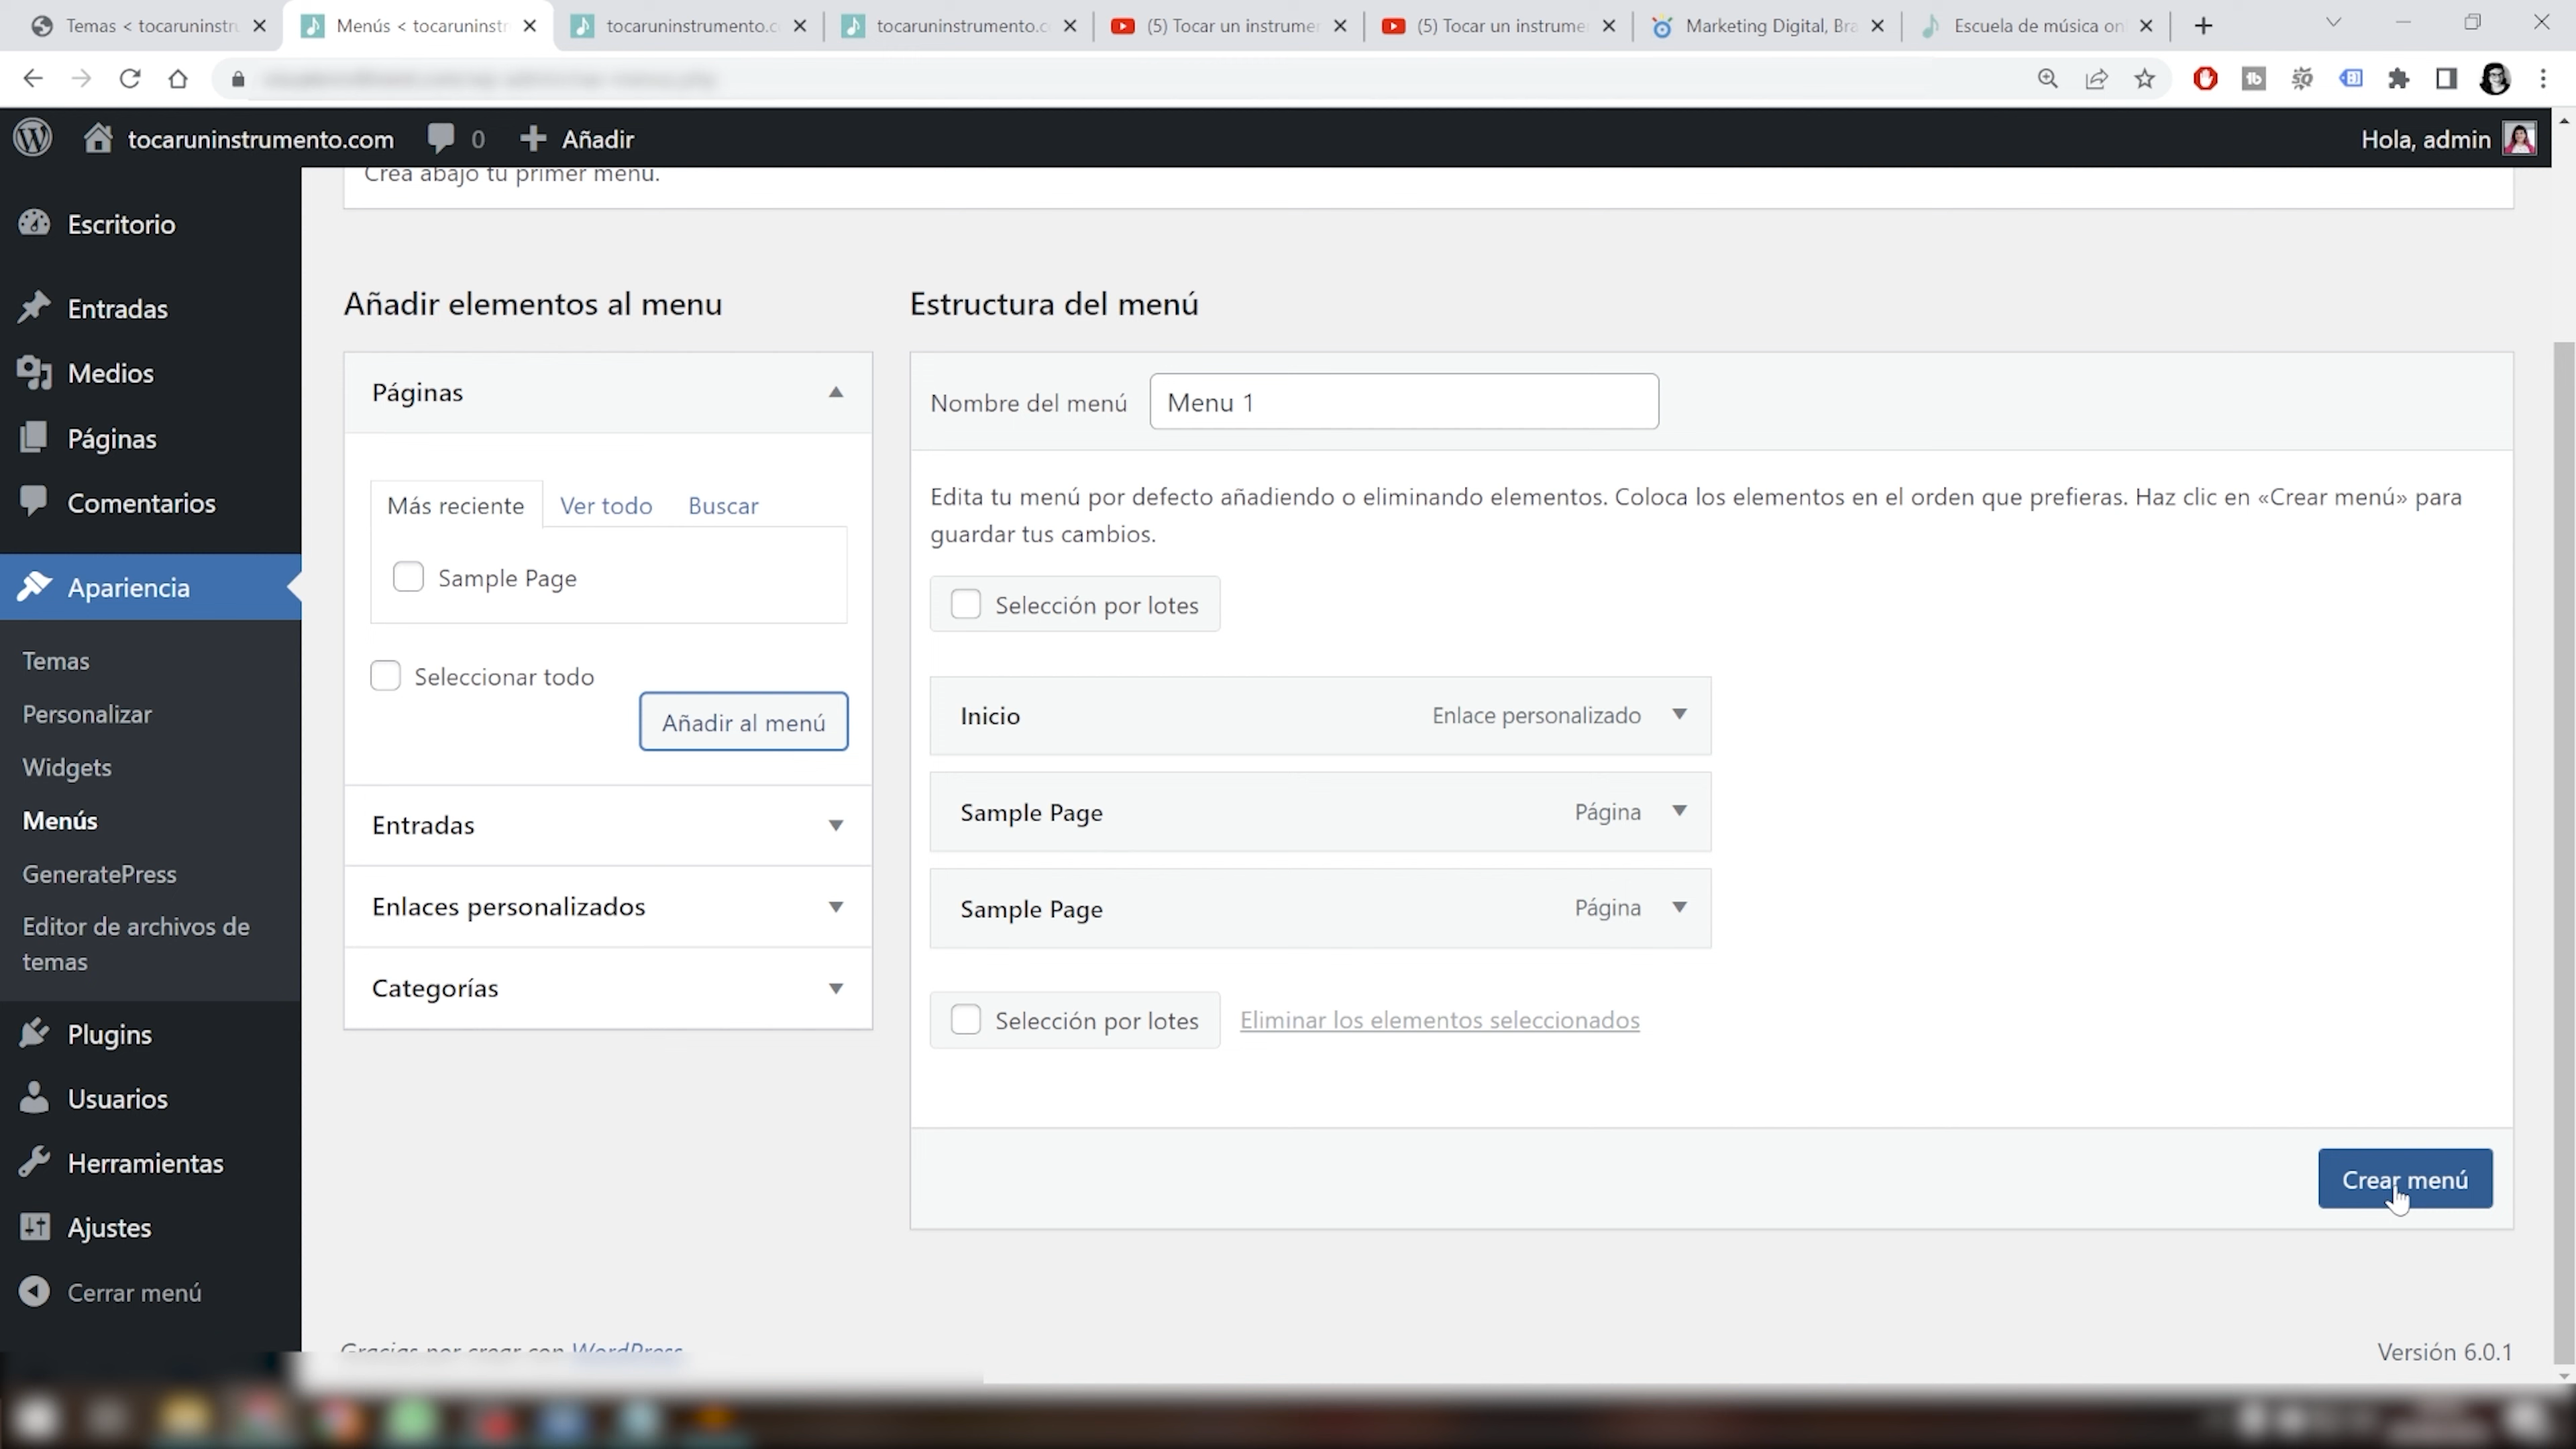 Temas < tocaruninstr
Menús < tocaruninstr
tocaruninstrumento.c
tocaruninstrumento.c
(5) Tocar un instrume
(5) Tocar un instrume
Marketing Digital, Bra
Escuela de música on
tocaruninstrumento.com
0
Añadir
Hola, admin
Crea abajo tu primer menú.
Escritorio
Entradas
Medios
Páginas
Comentarios
Apariencia
Temas
Personalizar
Widgets
Menús
GeneratePress
Editor de archivos de
temas
Plugins
Usuarios
Herramientas
Ajustes
Cerrar menú
Añadir elementos al menu
Páginas
Más reciente
Ver todo
Buscar
Sample Page
Seleccionar todo
Añadir al menú
Entradas
Enlaces personalizados
Categorías
Estructura del menú
Nombre del menú
Menu 1
Edita tu menú por defecto añadiendo o eliminando elementos. Coloca los elementos en el orden que prefieras. Haz clic en «Crear menú» para
guardar tus cambios.
Selección por lotes
Inicio
Enlace personalizado
Sample Page
Página
Sample Page
Página
Selección por lotes
Eliminar los elementos seleccionados
Crear menú
Gracias por crear con WordPress
Versión 6.0.1